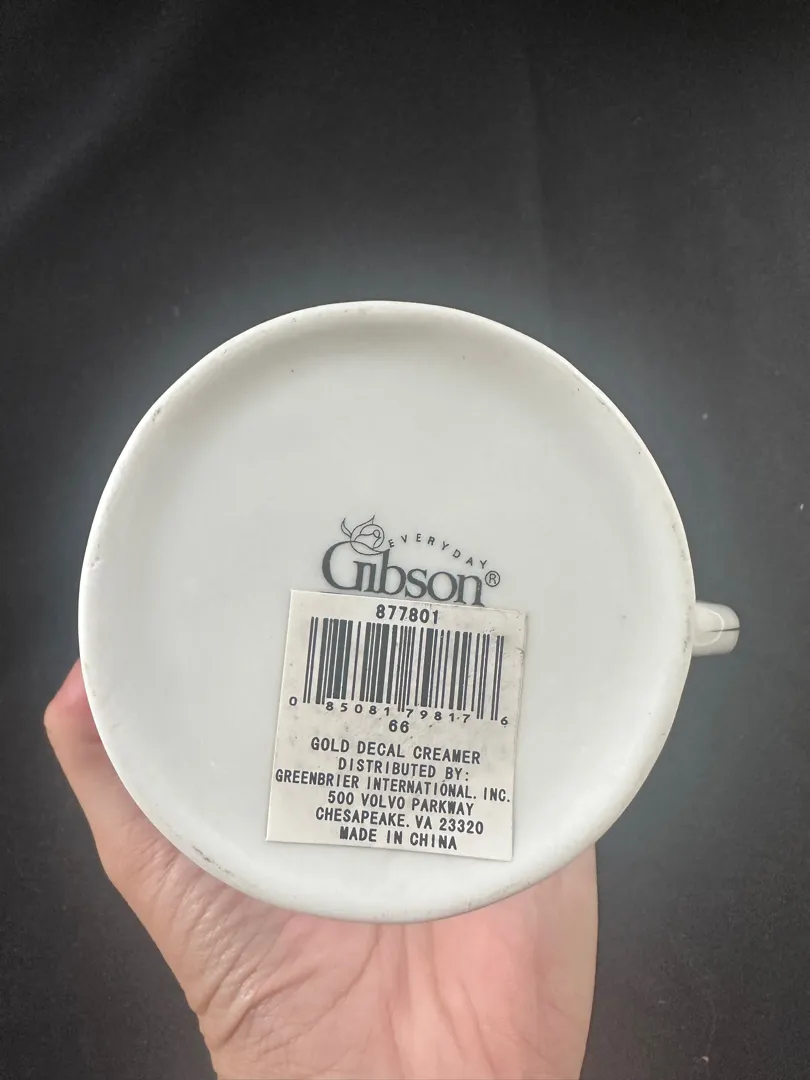 EVERYDAY
Gibson®
877801
0 85081 79817 6
66
GOLD DECAL CREAMER
DISTRIBUTED BY:
GREENBRIER INTERNATIONAL, INC.
500 VOLVO PARKWAY
CHESAPEAKE, VA 23320
MADE IN CHINA